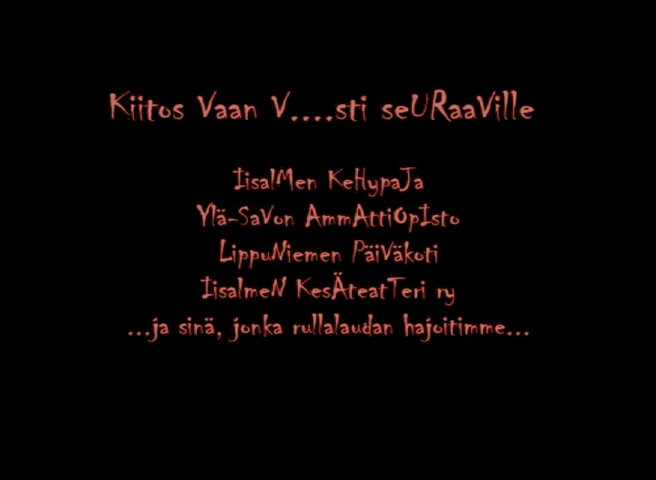 Kiitos Vaan V....sti seURaaVille
IisalMen KeHypaJa
Ylä-SaVon AmmAttiOpIsto
LippuNiemen PäiVäkoti
IisalmeN KesÄteatTeri ry
...ja sinä, jonka rullalaudan hajoitimme...